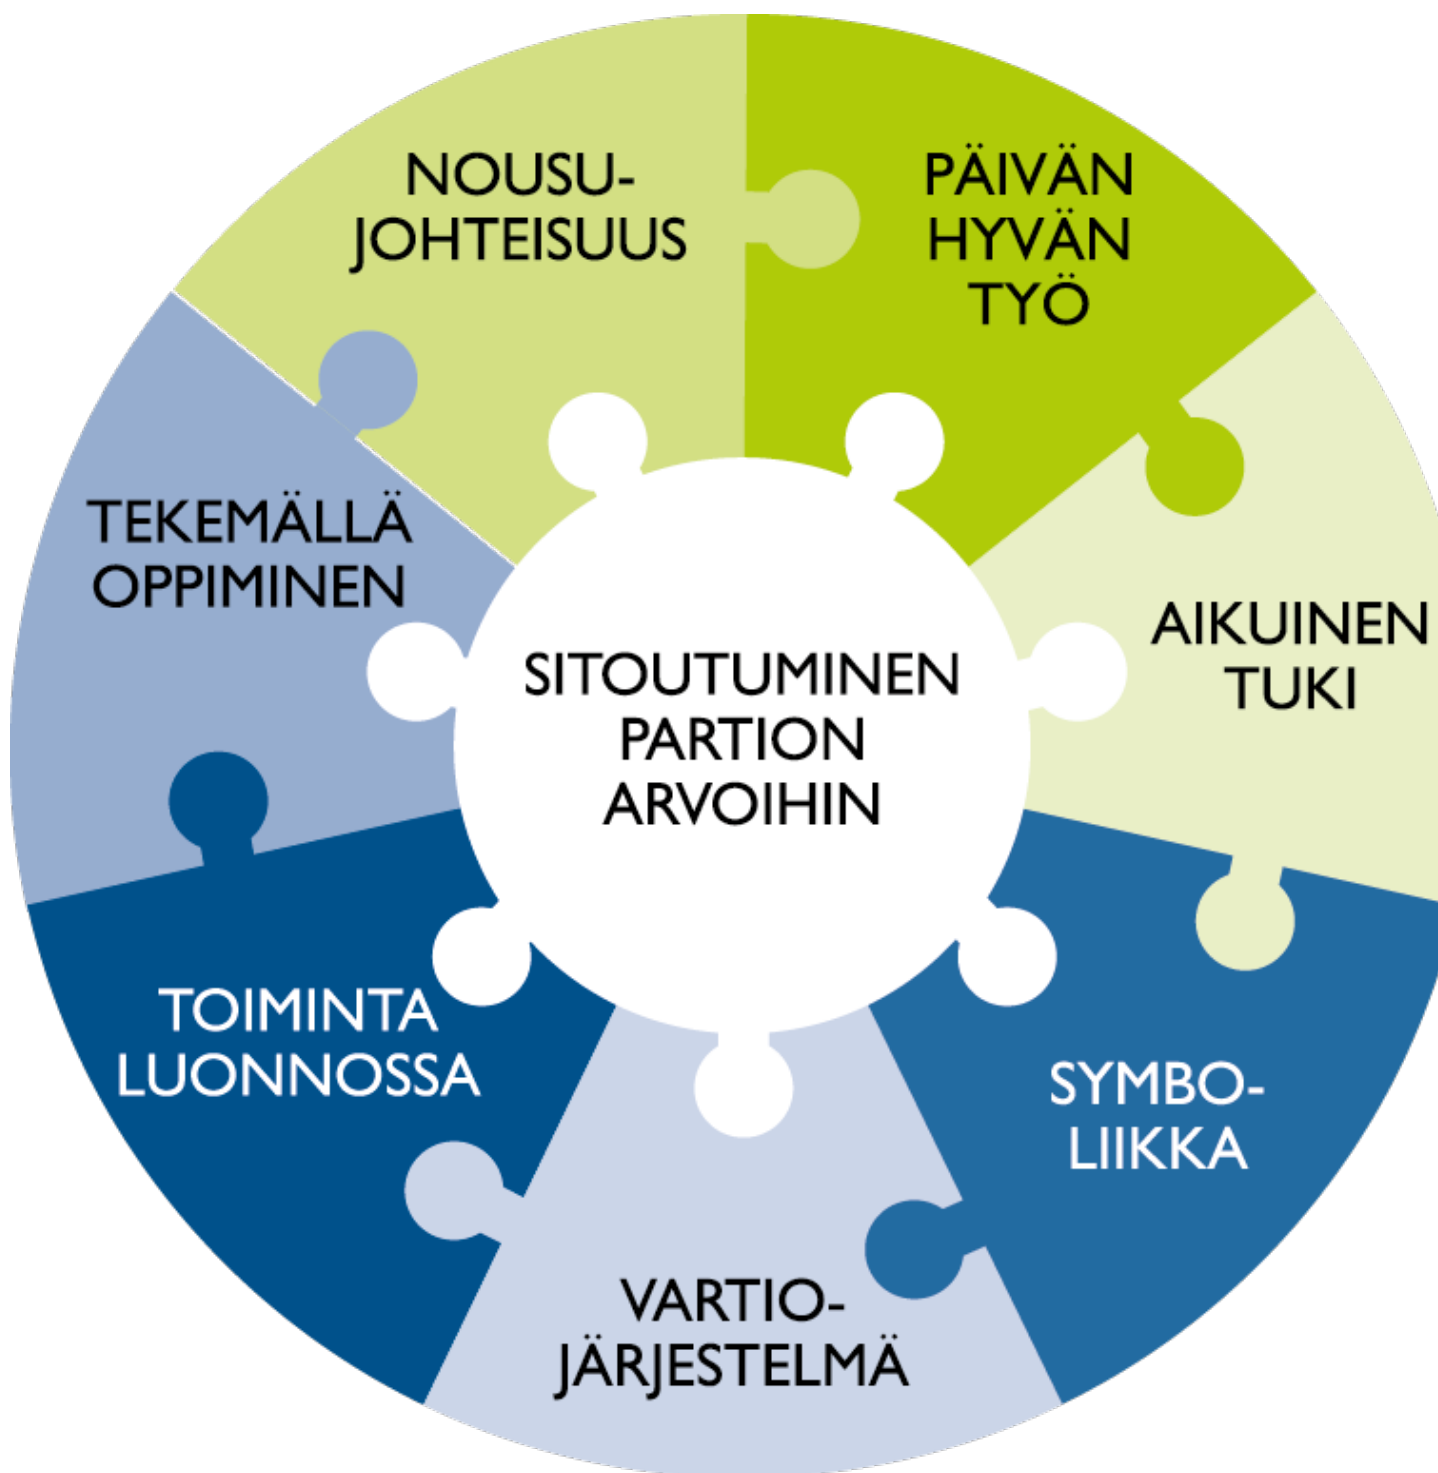 NOUSU-
JOHTEISUUS
PÄIVÄN
HYVÄN
TYÖ
TEKEMÄLLÄ
OPPIMINEN
AIKUINEN
TUKI
SITOUTUMINEN
PARTION
ARVOIHIN
TOIMINTA
LUONNOSSA
SYMBO-
LIIKKA
VARTIO-
JÄRJESTELMÄ